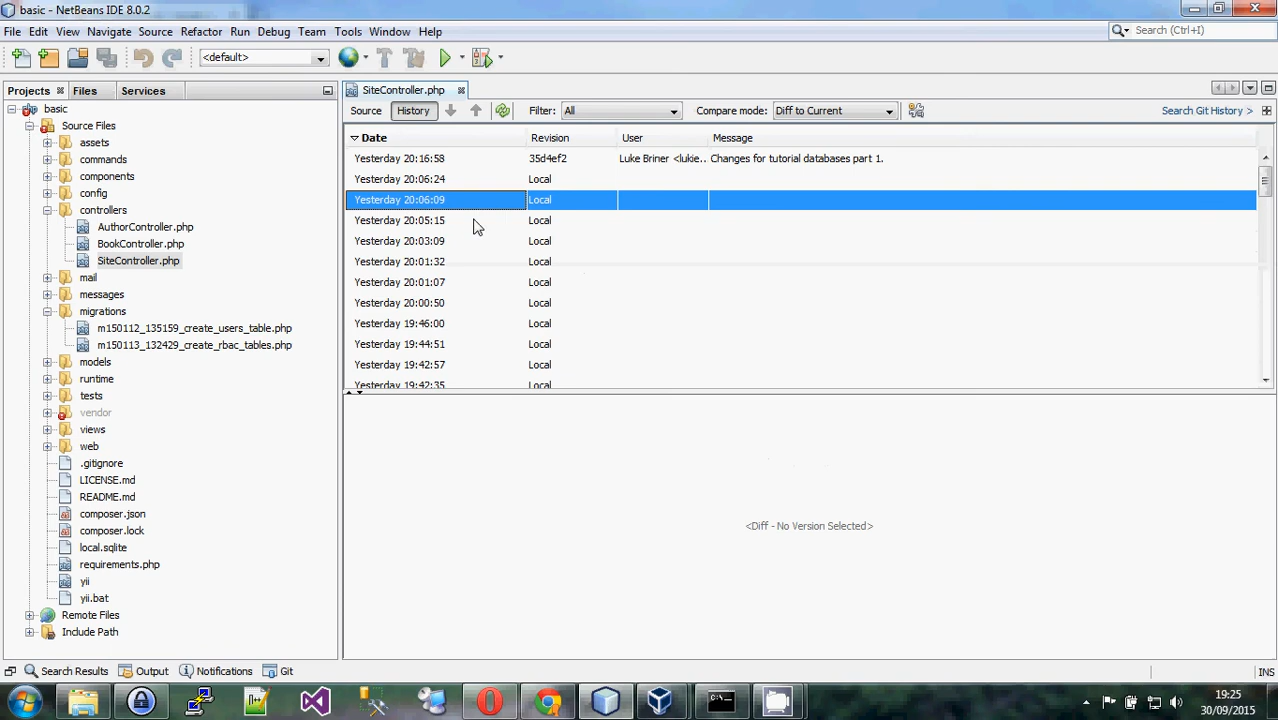 basic - NetBeans IDE 8.0.2
File Edit View Navigate Source Refactor Run Debug Team Tools Window Help
Search (Ctrl+I)
<default>
Projects Files Services
SiteController.php
Source History Filter: All Compare mode: Diff to Current Search Git History >
Date Revision User Message
Yesterday 20:16:58 35d4ef2 Luke Briner <lukie... Changes for tutorial databases part 1.
Yesterday 20:06:24 Local
Yesterday 20:06:09 Local
Yesterday 20:05:15 Local
Yesterday 20:03:09 Local
Yesterday 20:01:32 Local
Yesterday 20:01:07 Local
Yesterday 20:00:50 Local
Yesterday 19:46:00 Local
Yesterday 19:44:51 Local
Yesterday 19:42:57 Local
Yesterday 19:42:35 Local
<Diff - No Version Selected>
basic
Source Files
assets
commands
components
config
controllers
AuthorController.php
BookController.php
SiteController.php
mail
messages
migrations
m150112_135159_create_users_table.php
m150113_132429_create_rbac_tables.php
models
runtime
tests
vendor
views
web
.gitignore
LICENSE.md
README.md
composer.json
composer.lock
local.sqlite
requirements.php
yii
yii.bat
Remote Files
Include Path
Search Results Output Notifications Git
INS
19:25
30/09/2015